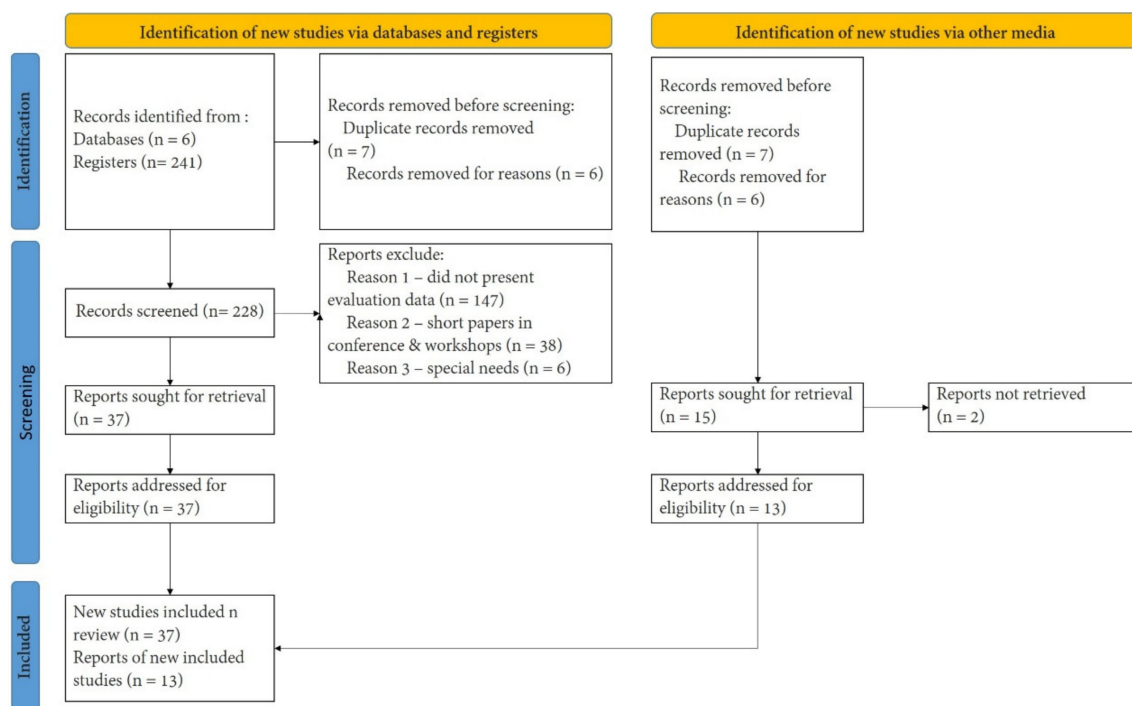 Identification of new studies via databases and registers
Identification of new studies via other media
Identification
Records identified from :
Databases (n = 6)
Registers (n= 241)
Records removed before screening:
Duplicate records removed
(n = 7)
Records removed for reasons (n = 6)
Records removed before
screening:
Duplicate records
removed (n = 7)
Records removed for
reasons (n = 6)
Screening
Records screened (n= 228)
Reports exclude:
Reason 1 – did not present
evaluation data (n = 147)
Reason 2 – short papers in
conference & workshops (n = 38)
Reason 3 – special needs (n = 6)
Reports sought for retrieval
(n = 37)
Reports sought for retrieval
(n = 15)
Reports not retrieved
(n = 2)
Reports addressed for
eligibility (n = 37)
Reports addressed for
eligibility (n = 13)
Included
New studies included n
review (n = 37)
Reports of new included
studies (n = 13)